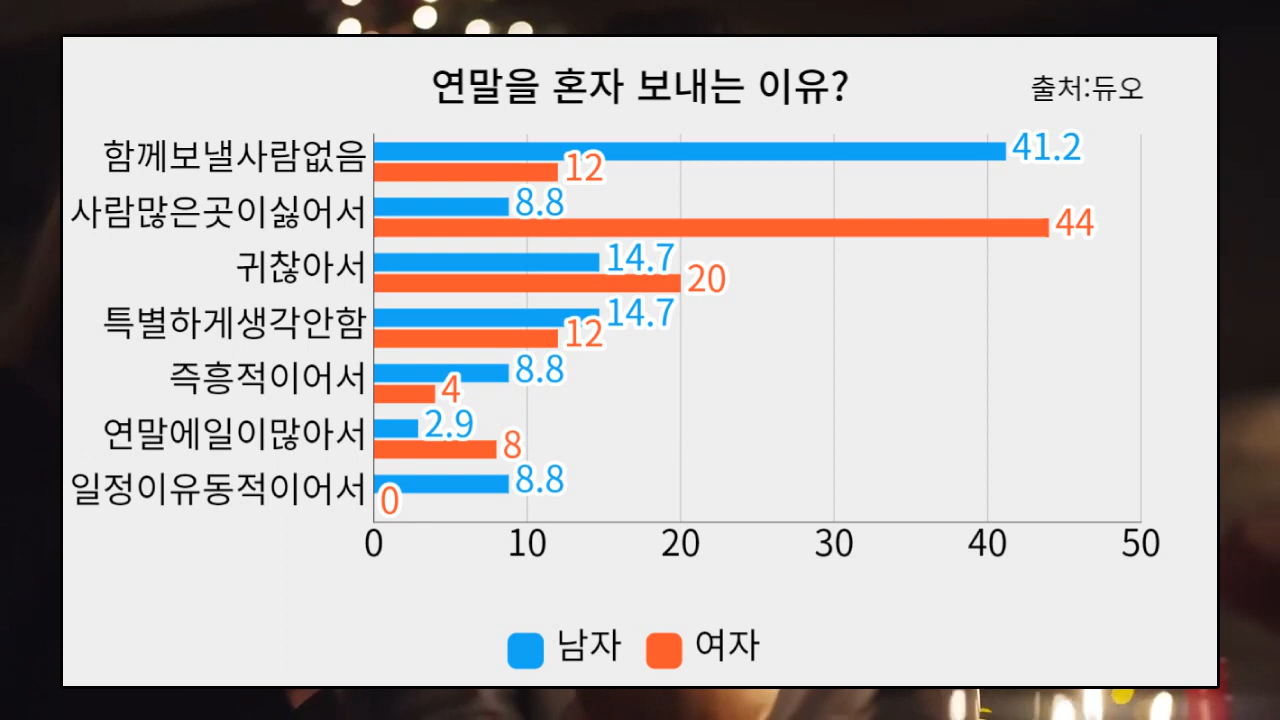 연말을 혼자 보내는 이유?
출처:듀오
함께보낼사람없음
41.2
12
사람많은곳이싫어서
8.8
44
귀찮아서
14.7
20
특별하게생각안함
14.7
12
즉흥적이어서
8.8
4
연말에일이많아서
2.9
8
일정이유동적이어서
8.8
0
0 10 20 30 40 50
남자 여자